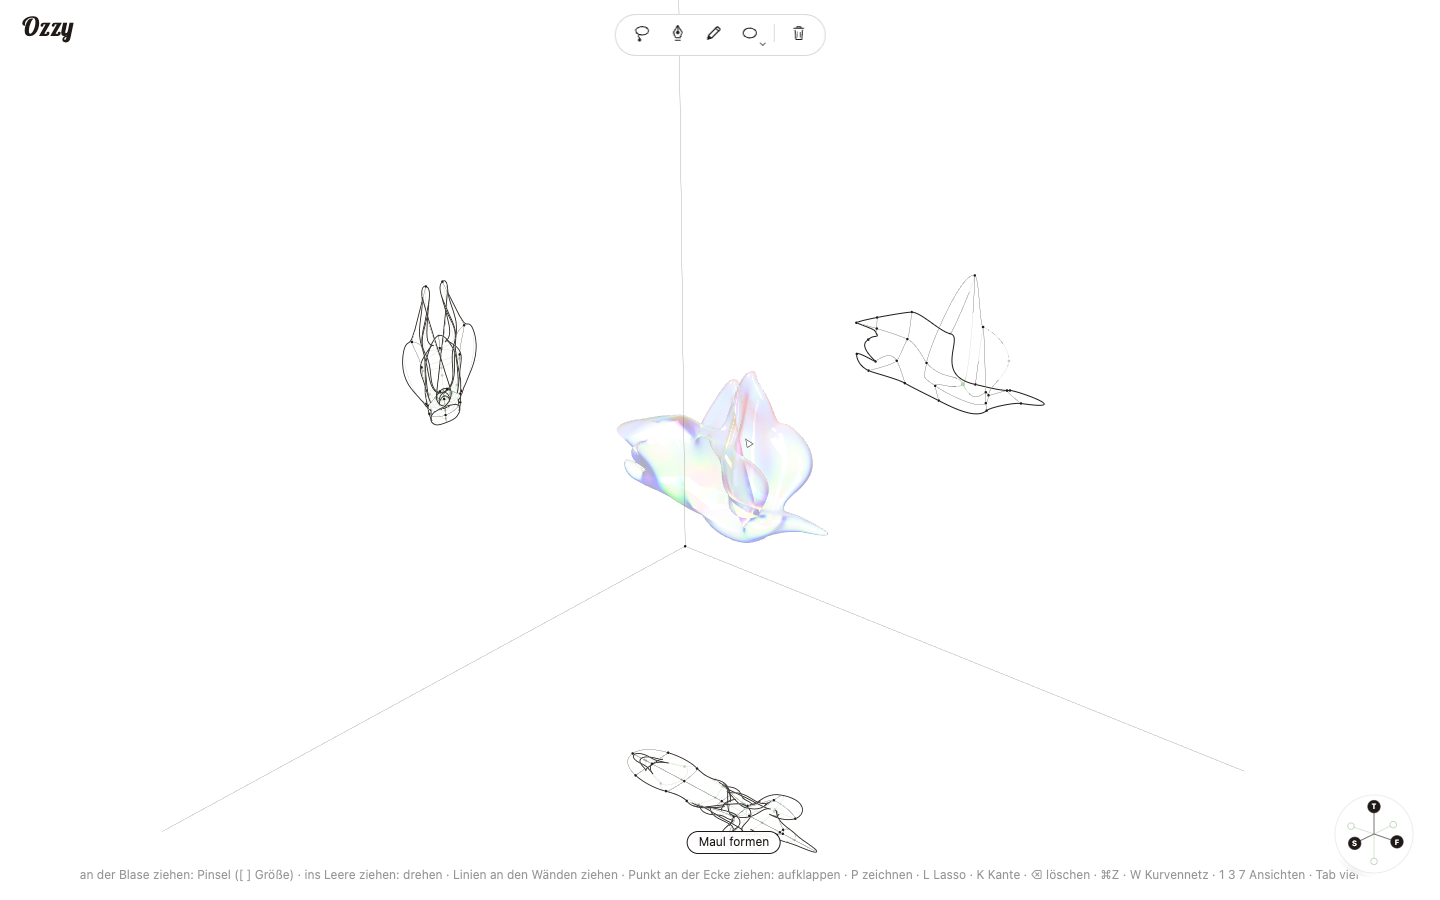 Ozzy
Maul formen
an der Blase ziehen: Pinsel ([ ] Größe) · ins Leere ziehen: drehen · Linien an den Wänden ziehen · Punkt an der Ecke ziehen: aufklappen · P zeichnen · L Lasso · K Kante · ⌫ löschen · ⌘Z · W Kurvennetz · 1 3 7 Ansichten · Tab
T
S
F